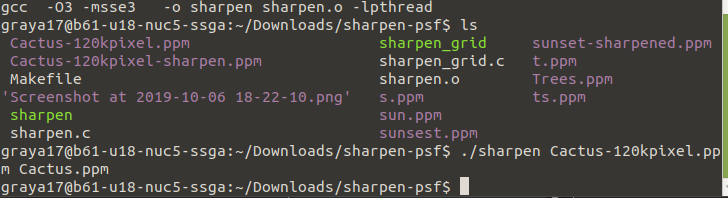 gcc  -O3 -msse3   -o sharpen sharpen.o -lpthread
graya17@b61-u18-nuc5-ssga:~/Downloads/sharpen-psf$ ls
 Cactus-120kpixel.ppm                      sharpen_grid     sunset-sharpened.ppm
 Cactus-120kpixel-sharpen.ppm              sharpen_grid.c   t.ppm
 Makefile                                  sharpen.o        Trees.ppm
'Screenshot at 2019-10-06 18-22-10.png'    s.ppm            ts.ppm
 sharpen                                   sun.ppm
 sharpen.c                                 sunsest.ppm
graya17@b61-u18-nuc5-ssga:~/Downloads/sharpen-psf$ ./sharpen Cactus-120kpixel.pp
m Cactus.ppm
graya17@b61-u18-nuc5-ssga:~/Downloads/sharpen-psf$